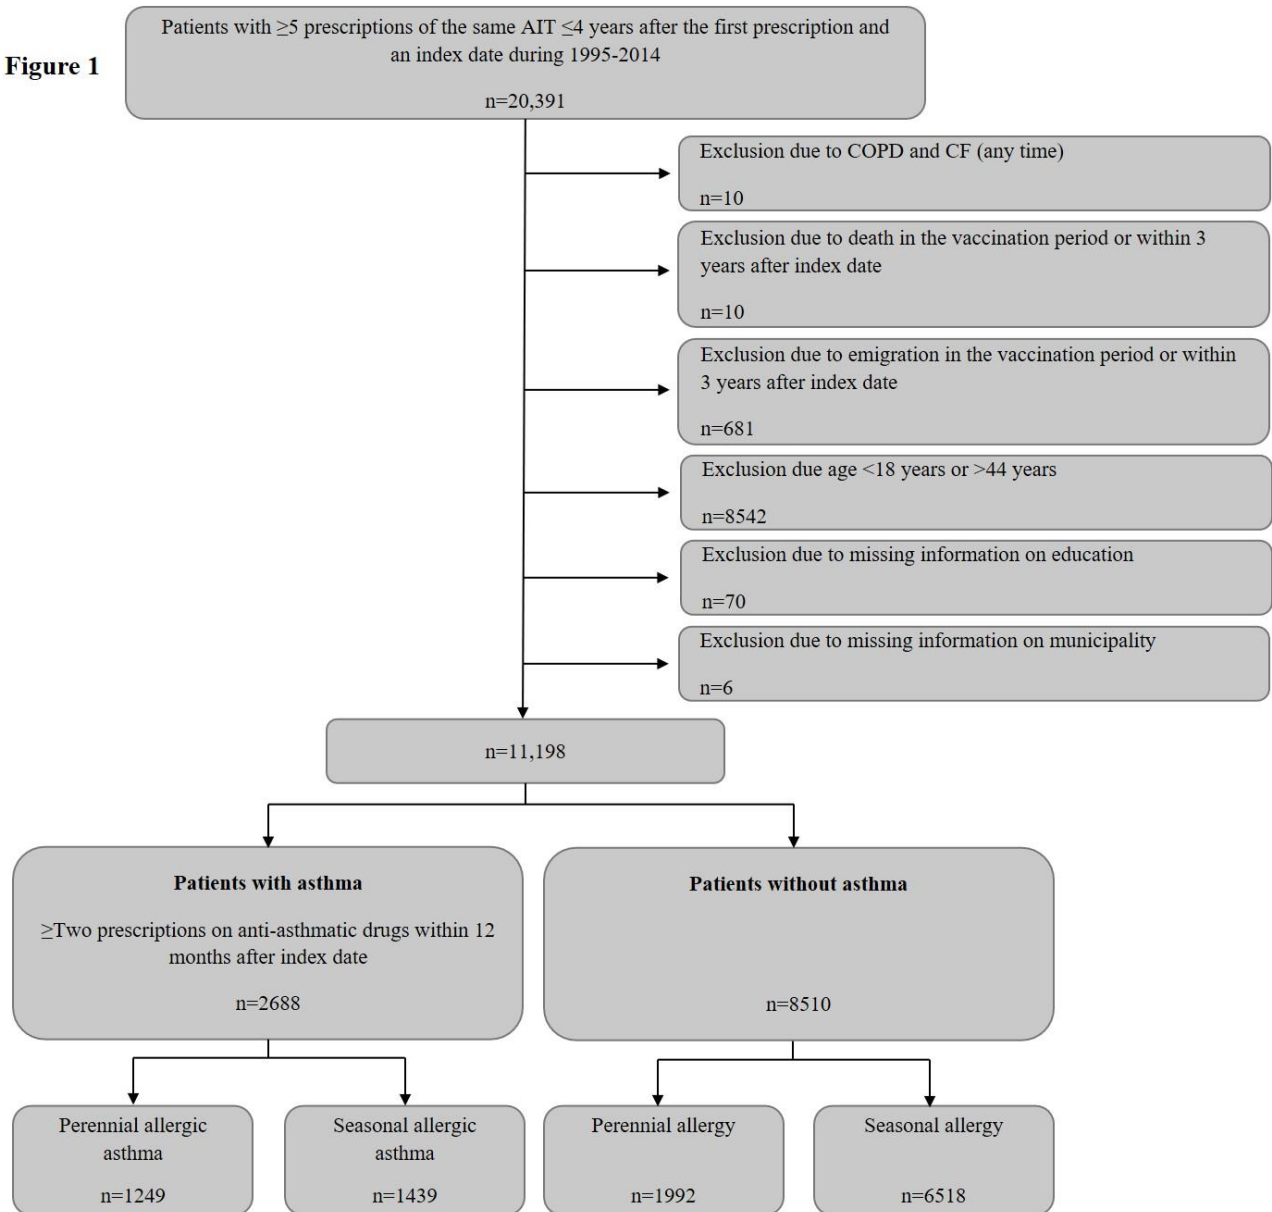 Figure 1
Patients with ≥5 prescriptions of the same AIT ≤4 years after the first prescription and
an index date during 1995-2014
n=20,391
Exclusion due to COPD and CF (any time)
n=10
Exclusion due to death in the vaccination period or within 3
years after index date
n=10
Exclusion due to emigration in the vaccination period or within
3 years after index date
n=681
Exclusion due age <18 years or >44 years
n=8542
Exclusion due to missing information on education
n=70
Exclusion due to missing information on municipality
n=6
n=11,198
Patients with asthma
≥Two prescriptions on anti-asthmatic drugs within 12
months after index date
n=2688
Patients without asthma
n=8510
Perennial allergic
asthma
n=1249
Seasonal allergic
asthma
n=1439
Perennial allergy
n=1992
Seasonal allergy
n=6518